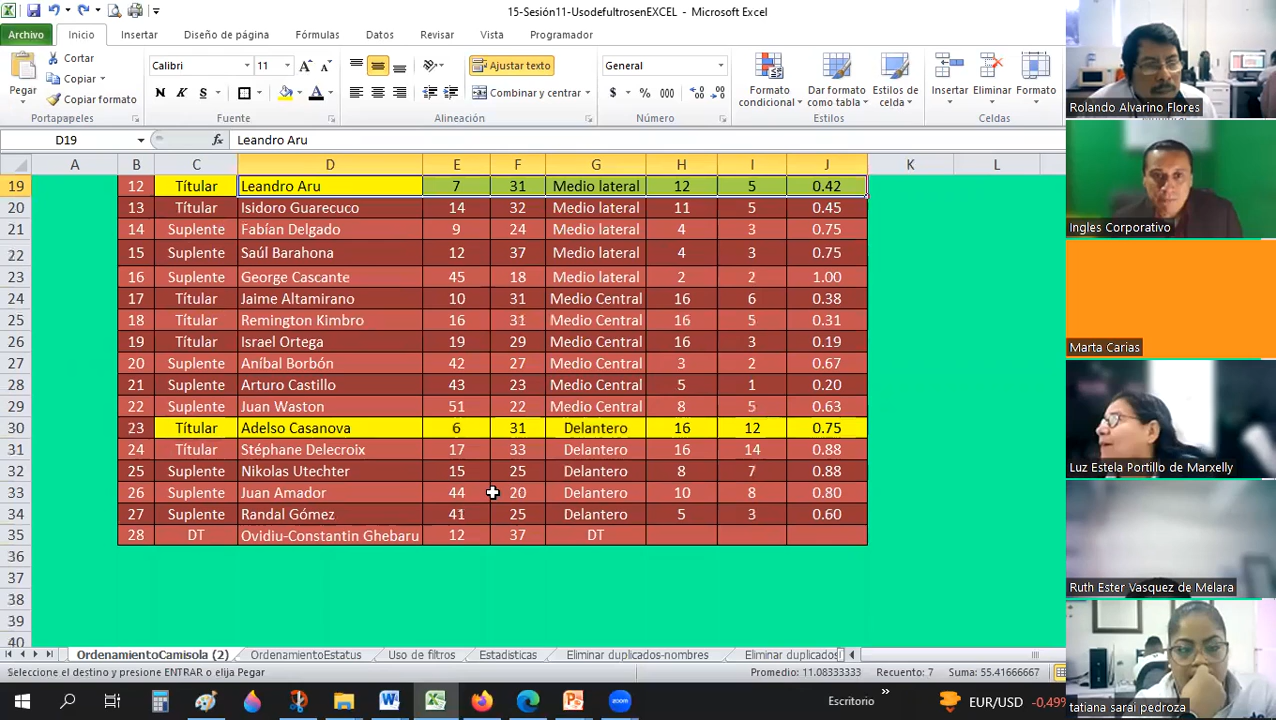 15-Sesión11-UsodefultrosenEXCEL - Microsoft Excel
Archivo Inicio Insertar Diseño de página Fórmulas Datos Revisar Vista Programador
Pegar Cortar Copiar Copiar formato
Calibri 11 N K S
Ajustar texto Combinar y centrar
General $ % 000
Formato condicional Dar formato como tabla Estilos de celda Insertar Eliminar Formato
Portapapeles Fuente Alineación Número Estilos Celdas
D19 fx Leandro Aru
A B C D E F G H I J K L
19 12 Títular Leandro Aru 7 31 Medio lateral 12 5 0.42
20 13 Títular Isidoro Guarecuco 14 32 Medio lateral 11 5 0.45
21 14 Suplente Fabían Delgado 9 24 Medio lateral 4 3 0.75
22 15 Suplente Saúl Barahona 12 37 Medio lateral 4 3 0.75
23 16 Suplente George Cascante 45 18 Medio lateral 2 2 1.00
24 17 Títular Jaime Altamirano 10 31 Medio Central 16 6 0.38
25 18 Títular Remington Kimbro 16 31 Medio Central 16 5 0.31
26 19 Títular Israel Ortega 19 29 Medio Central 16 3 0.19
27 20 Suplente Aníbal Borbón 42 27 Medio Central 3 2 0.67
28 21 Suplente Arturo Castillo 43 23 Medio Central 5 1 0.20
29 22 Suplente Juan Waston 51 22 Medio Central 8 5 0.63
30 23 Títular Adelso Casanova 6 31 Delantero 16 12 0.75
31 24 Títular Stéphane Delecroix 17 33 Delantero 16 14 0.88
32 25 Suplente Nikolas Utechter 15 25 Delantero 8 7 0.88
33 26 Suplente Juan Amador 44 20 Delantero 10 8 0.80
34 27 Suplente Randal Gómez 41 25 Delantero 5 3 0.60
35 28 DT Ovidiu-Constantin Ghebaru 12 37 DT
36
37
38
39
40
OrdenamientoCamisola (2) OrdenamientoEstatus Uso de filtros Estadísticas Eliminar duplicados-nombres Eliminar duplicados
Seleccione el destino y presione ENTRAR o elija Pegar Promedio: 11.08333333 Recuento: 7 Suma: 55.41666667
Escritorio » EUR/USD -0,499
Rolando Alvarino Flores
Ingles Corporativo
Marta Carias
Luz Estela Portillo de Marxelly
Ruth Ester Vasquez de Melara
tatiana sarai pedroza